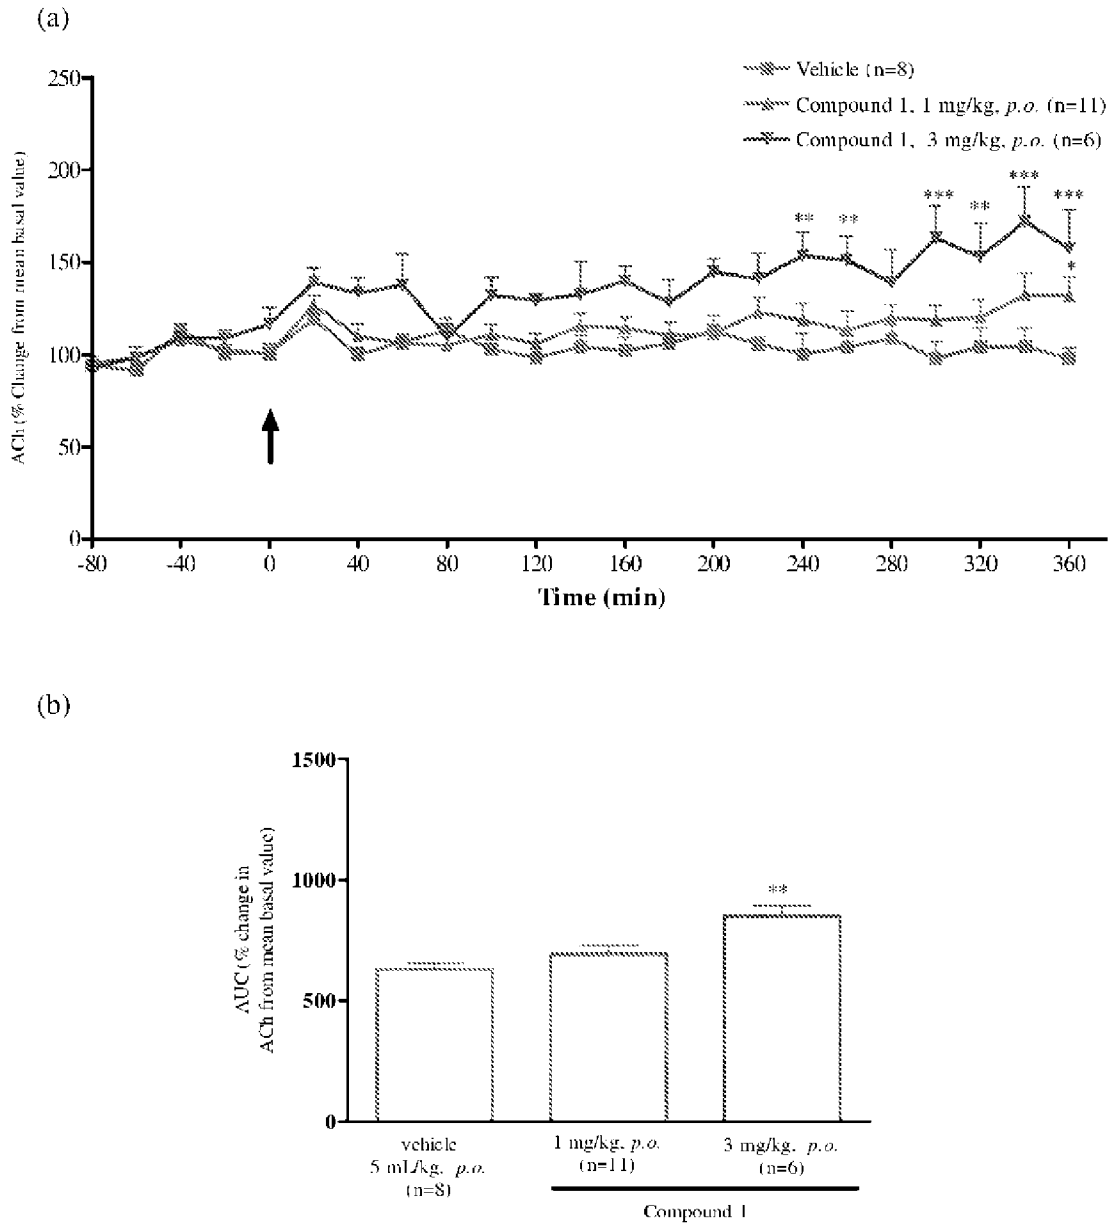 (a)
250
200
150
100
50
0
ACh (% Change from mean basal value)
Vehicle (n=8)
Compound 1, 1 mg/kg, p.o. (n=11)
Compound 1, 3 mg/kg, p.o. (n=6)
** ** *** ** *** ***
*
-80 -40 0 40 80 120 160 200 240 280 320 360
Time (min)
(b)
1500
1000
500
0
AUC (% change in
ACh from mean basal value)
**
vehicle
5 mL/kg, p.o.
(n=8)
1 mg/kg, p.o.
(n=11)
3 mg/kg, p.o.
(n=6)
Compound 1